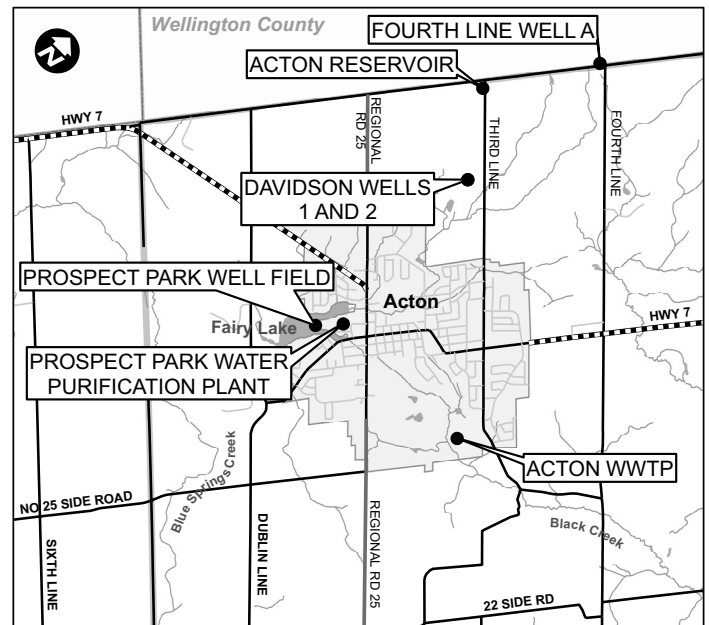 Wellington County
FOURTH LINE WELL A
ACTON RESERVOIR
N
HWY 7
REGIONAL
RD 25
THIRD LINE
FOURTH LINE
DAVIDSON WELLS
1 AND 2
PROSPECT PARK WELL FIELD
Acton
Fairy Lake
HWY 7
PROSPECT PARK WATER
PURIFICATION PLANT
ACTON WWTP
NO 25 SIDE ROAD
Blue Springs Creek
SIXTH LINE
DUBLIN LINE
REGIONAL RD 25
Black Creek
22 SIDE RD